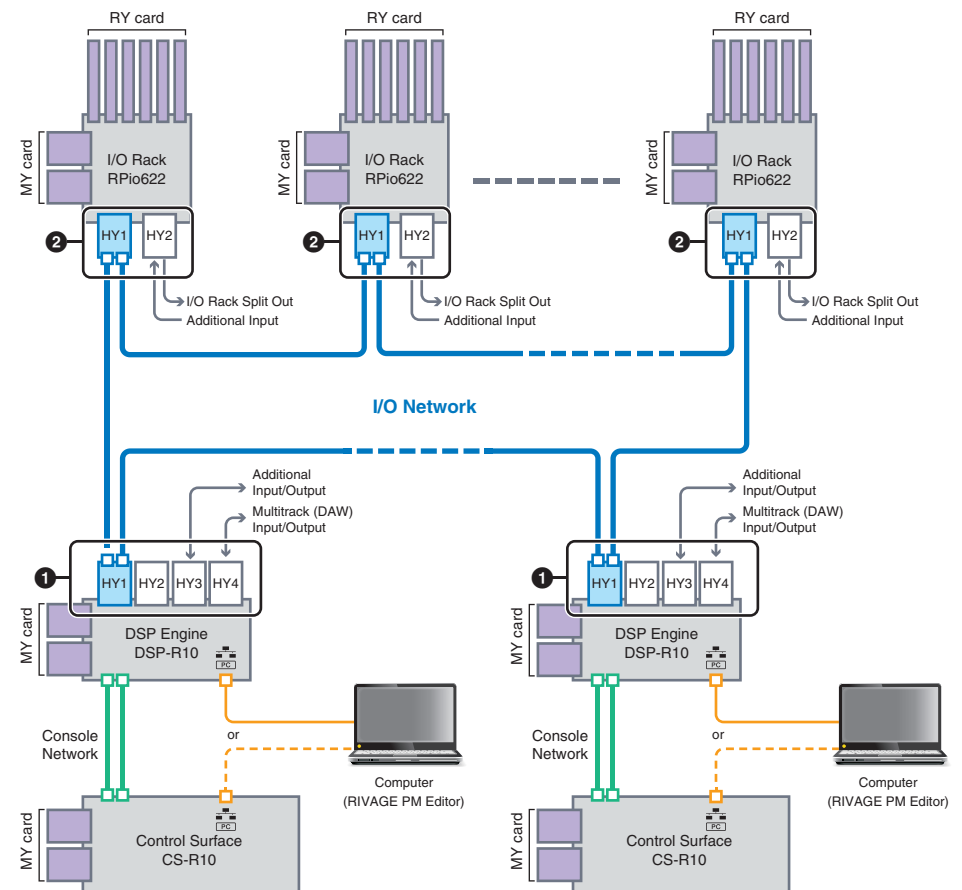 RY card
RY card
RY card
MY card
I/O Rack
RPio622
MY card
I/O Rack
RPio622
MY card
I/O Rack
RPio622
2
HY1
HY2
2
HY1
HY2
2
HY1
HY2
I/O Rack Split Out
Additional Input
I/O Rack Split Out
Additional Input
I/O Rack Split Out
Additional Input
I/O Network
Additional
Input/Output
Multitrack (DAW)
Input/Output
Additional
Input/Output
Multitrack (DAW)
Input/Output
1
HY1
HY2
HY3
HY4
1
HY1
HY2
HY3
HY4
MY card
DSP Engine
DSP-R10
PC
MY card
DSP Engine
DSP-R10
PC
Console
Network
or
Computer
(RIVAGE PM Editor)
Console
Network
or
Computer
(RIVAGE PM Editor)
MY card
PC
Control Surface
CS-R10
MY card
PC
Control Surface
CS-R10